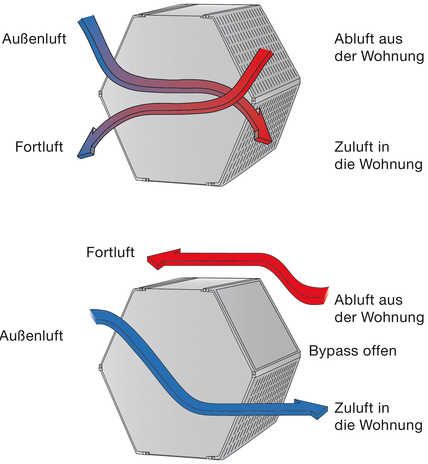 Außenluft
Abluft aus
der Wohnung
Fortluft
Zuluft in
die Wohnung
Fortluft
Abluft aus
der Wohnung
Außenluft
Bypass offen
Zuluft in
die Wohnung